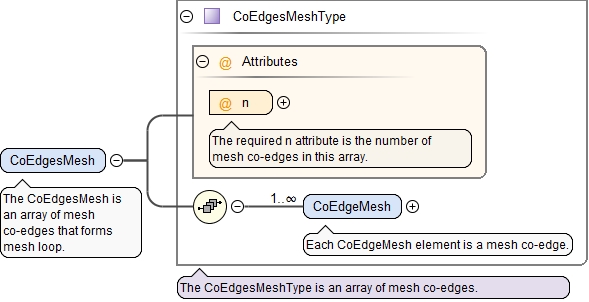 CoEdgesMeshType
@ Attributes
@ n
The required n attribute is the number of
mesh co-edges in this array.
CoEdgesMesh
The CoEdgesMesh is
an array of mesh
co-edges that forms
mesh loop.
1..∞
CoEdgeMesh
Each CoEdgeMesh element is a mesh co-edge.
The CoEdgesMeshType is an array of mesh co-edges.